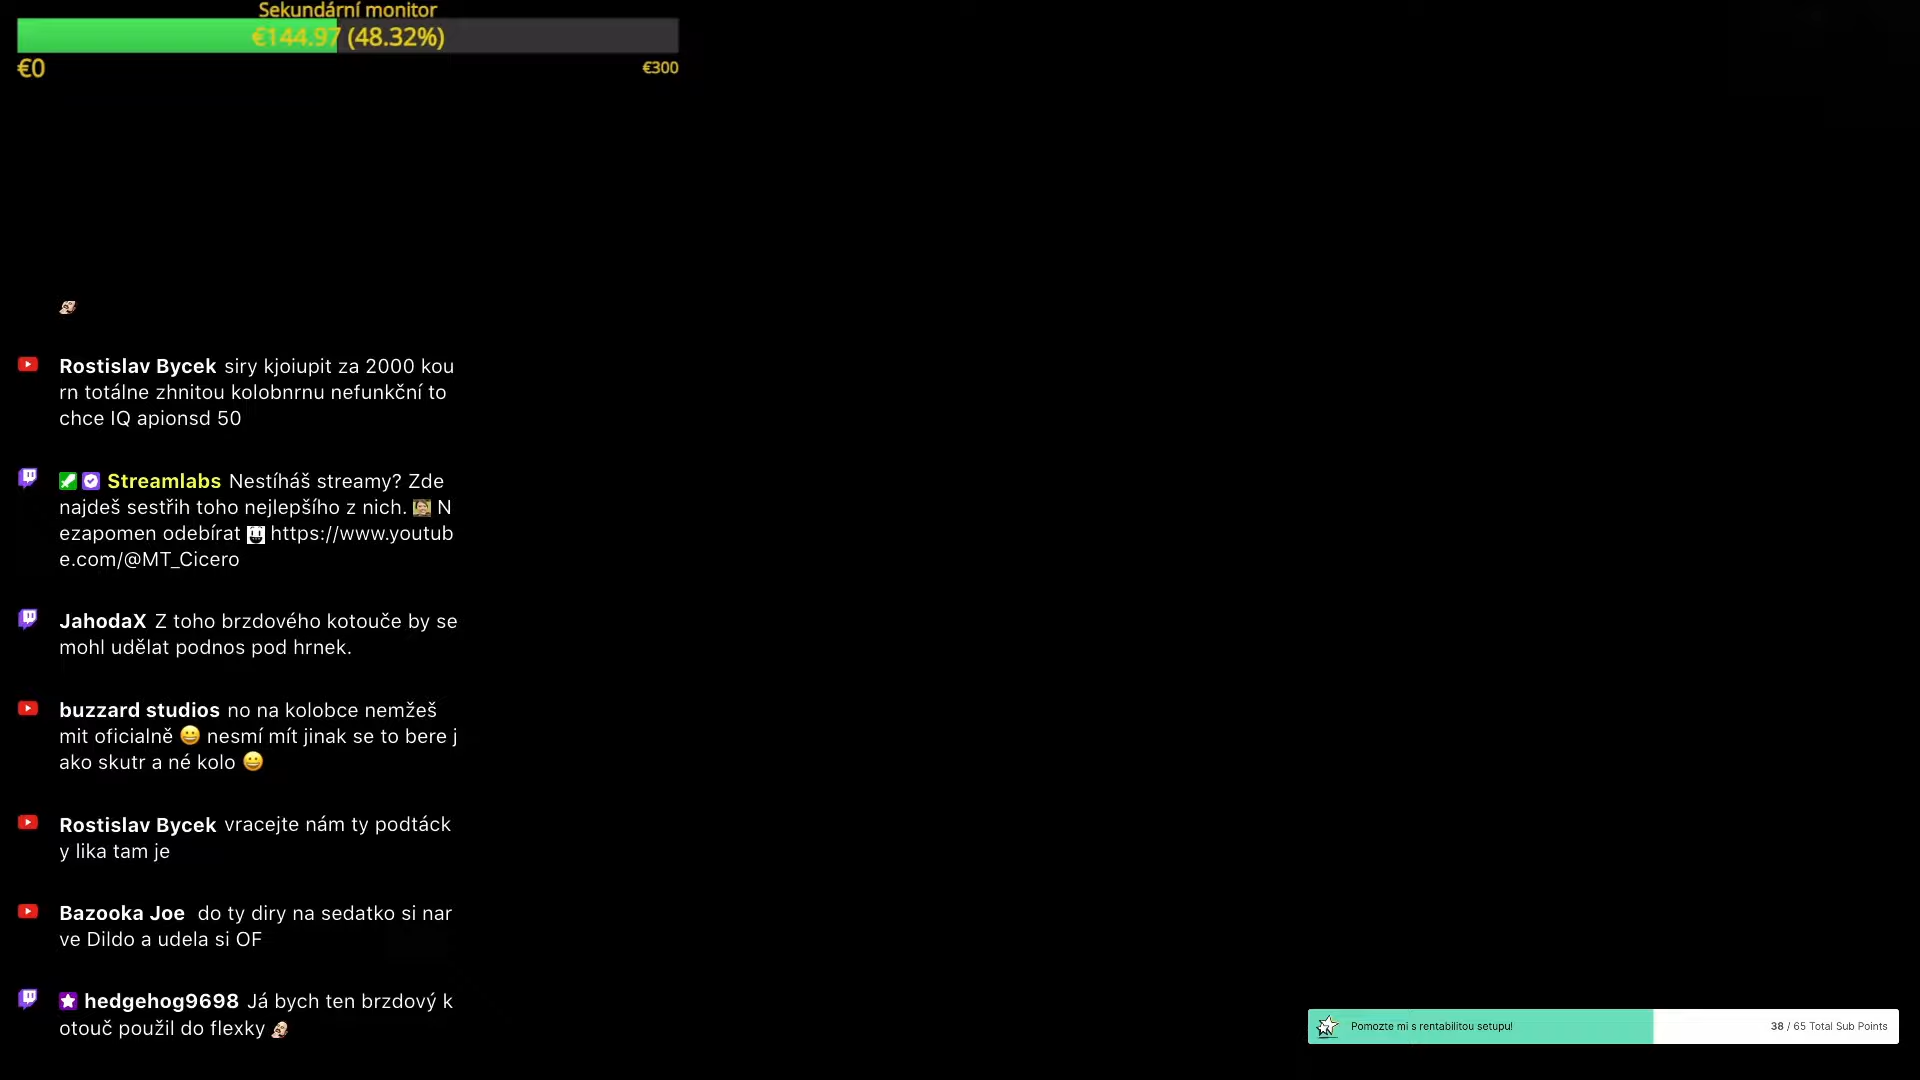 Sekundární monitor
€144.97 (48.32%)
€0
€300
Rostislav Bycek siry kjoiupit za 2000 kou
rn totálne zhnitou kolobnrnu nefunkční to
chce IQ apionsd 50
Streamlabs Nestíháš streamy? Zde
najdeš sestřih toho nejlepšího z nich. N
ezapomen odebírat https://www.youtub
e.com/@MT_Cicero
JahodaX Z toho brzdového kotouče by se
mohl udělat podnos pod hrnek.
buzzard studios no na kolobce nemžeš
mit oficialně 😀 nesmí mít jinak se to bere j
ako skutr a né kolo 😀
Rostislav Bycek vracejte nám ty podtáck
y lika tam je
Bazooka Joe do ty diry na sedatko si nar
ve Dildo a udela si OF
hedgehog9698 Já bych ten brzdový k
otouč použil do flexky
Pomozte mi s rentabilitou setupu!
38 / 65 Total Sub Points